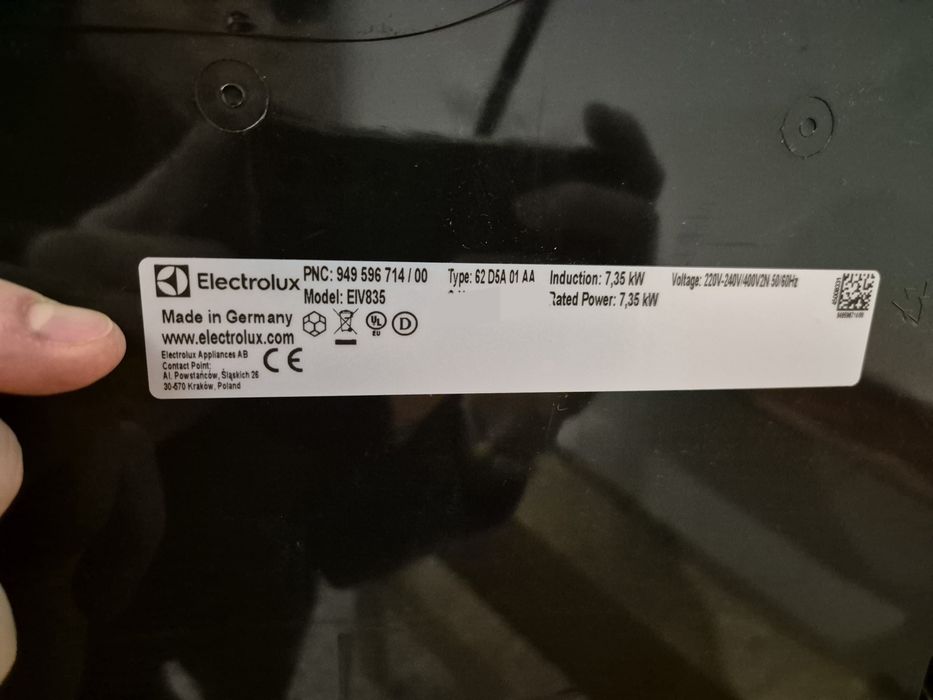 Electrolux
PNC: 949 596 714 / 00
Model: EIV835
Type: 62 D5A 01 AA
Induction: 7,35 kW
Rated Power: 7,35 kW
Voltage: 220V-240V/400V2N 50/60Hz
Made in Germany
www.electrolux.com
Electrolux Appliances AB
Contact Point:
Al. Powstańców, Śląskich 26
30-570 Kraków, Poland
CE
UL
EU
D